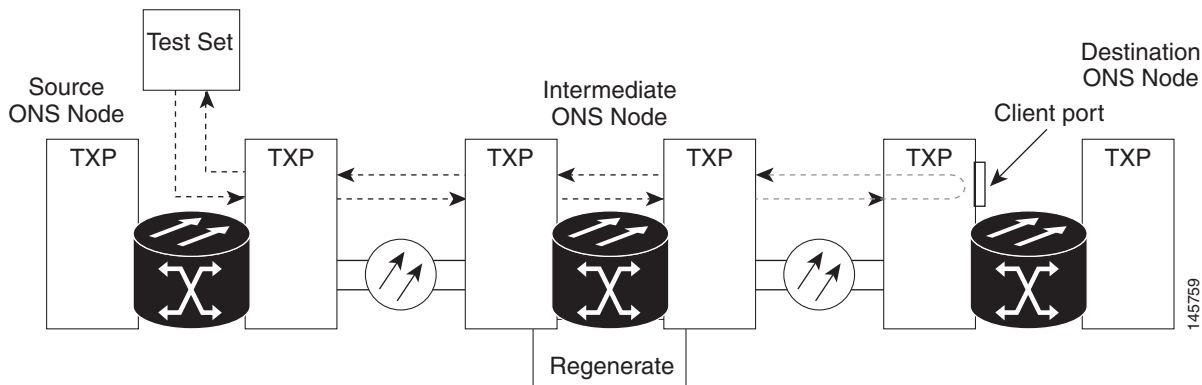 Test Set
Source
ONS Node
Intermediate
ONS Node
Destination
ONS Node
Client port
TXP
TXP
TXP
TXP
TXP
TXP
Regenerate
145759